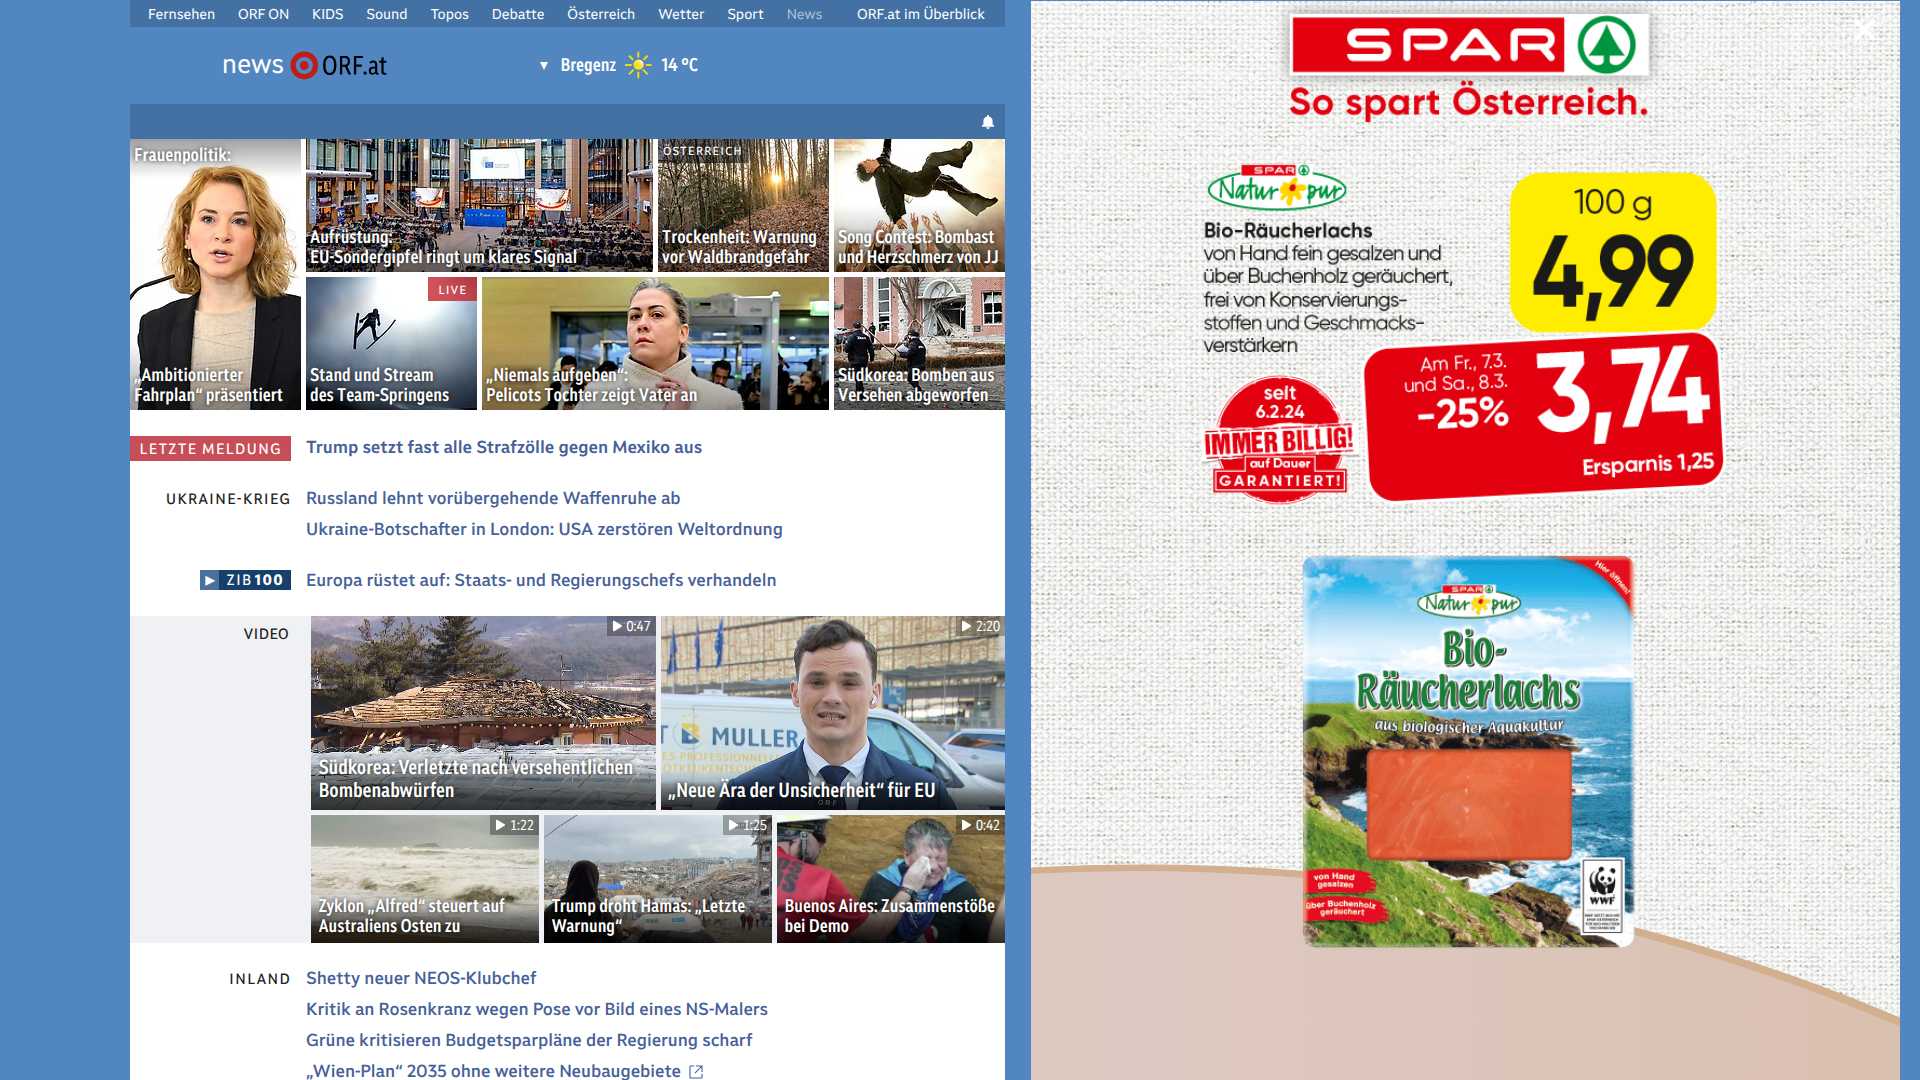 Fernsehen ORF ON KIDS Sound Topos Debatte Österreich Wetter Sport News ORF.at im Überblick
news ORF.at
Bregenz 14 °C
Frauenpolitik:
„Ambitionierter
Fahrplan“ präsentiert
Aufrüstung:
EU-Sondergipfel ringt um klares Signal
ÖSTERREICH
Trockenheit: Warnung
vor Waldbrandgefahr
Song Contest: Bombast
und Herzschmerz von JJ
LIVE
Stand und Stream
des Team-Springens
„Niemals aufgeben“:
Pelicots Tochter zeigt Vater an
Südkorea: Bomben aus
Versehen abgeworfen
LETZTE MELDUNG
Trump setzt fast alle Strafzölle gegen Mexiko aus
UKRAINE-KRIEG
Russland lehnt vorübergehende Waffenruhe ab
Ukraine-Botschafter in London: USA zerstören Weltordnung
ZIB100
Europa rüstet auf: Staats- und Regierungschefs verhandeln
VIDEO
0:47
Südkorea: Verletzte nach versehentlichen
Bombenabwürfen
2:20
MULLER
„Neue Ära der Unsicherheit“ für EU
1:22
Zyklon „Alfred“ steuert auf
Australiens Osten zu
1:25
Trump droht Hamas: „Letzte
Warnung“
0:42
Buenos Aires: Zusammenstöße
bei Demo
INLAND
Shetty neuer NEOS-Klubchef
Kritik an Rosenkranz wegen Pose vor Bild eines NS-Malers
Grüne kritisieren Budgetsparpläne der Regierung scharf
„Wien-Plan“ 2035 ohne weitere Neubaugebiete
SPAR
So spart Österreich.
SPAR
Natur pur
Bio-Räucherlachs
von Hand fein gesalzen und
über Buchenholz geräuchert,
frei von Konservierungs-
stoffen und Geschmacks-
verstärkern
100 g
4,99
Am Fr., 7.3.
und Sa., 8.3.
-25%
3,74
Ersparnis 1,25
seit
6.2.24
IMMER BILLIG!
auf Dauer
GARANTIERT!
Hier öffnen!
SPAR
Natur pur
Bio-
Räucherlachs
aus biologischer Aquakultur
von Hand
gesalzen
über Buchenholz
geräuchert
WWF